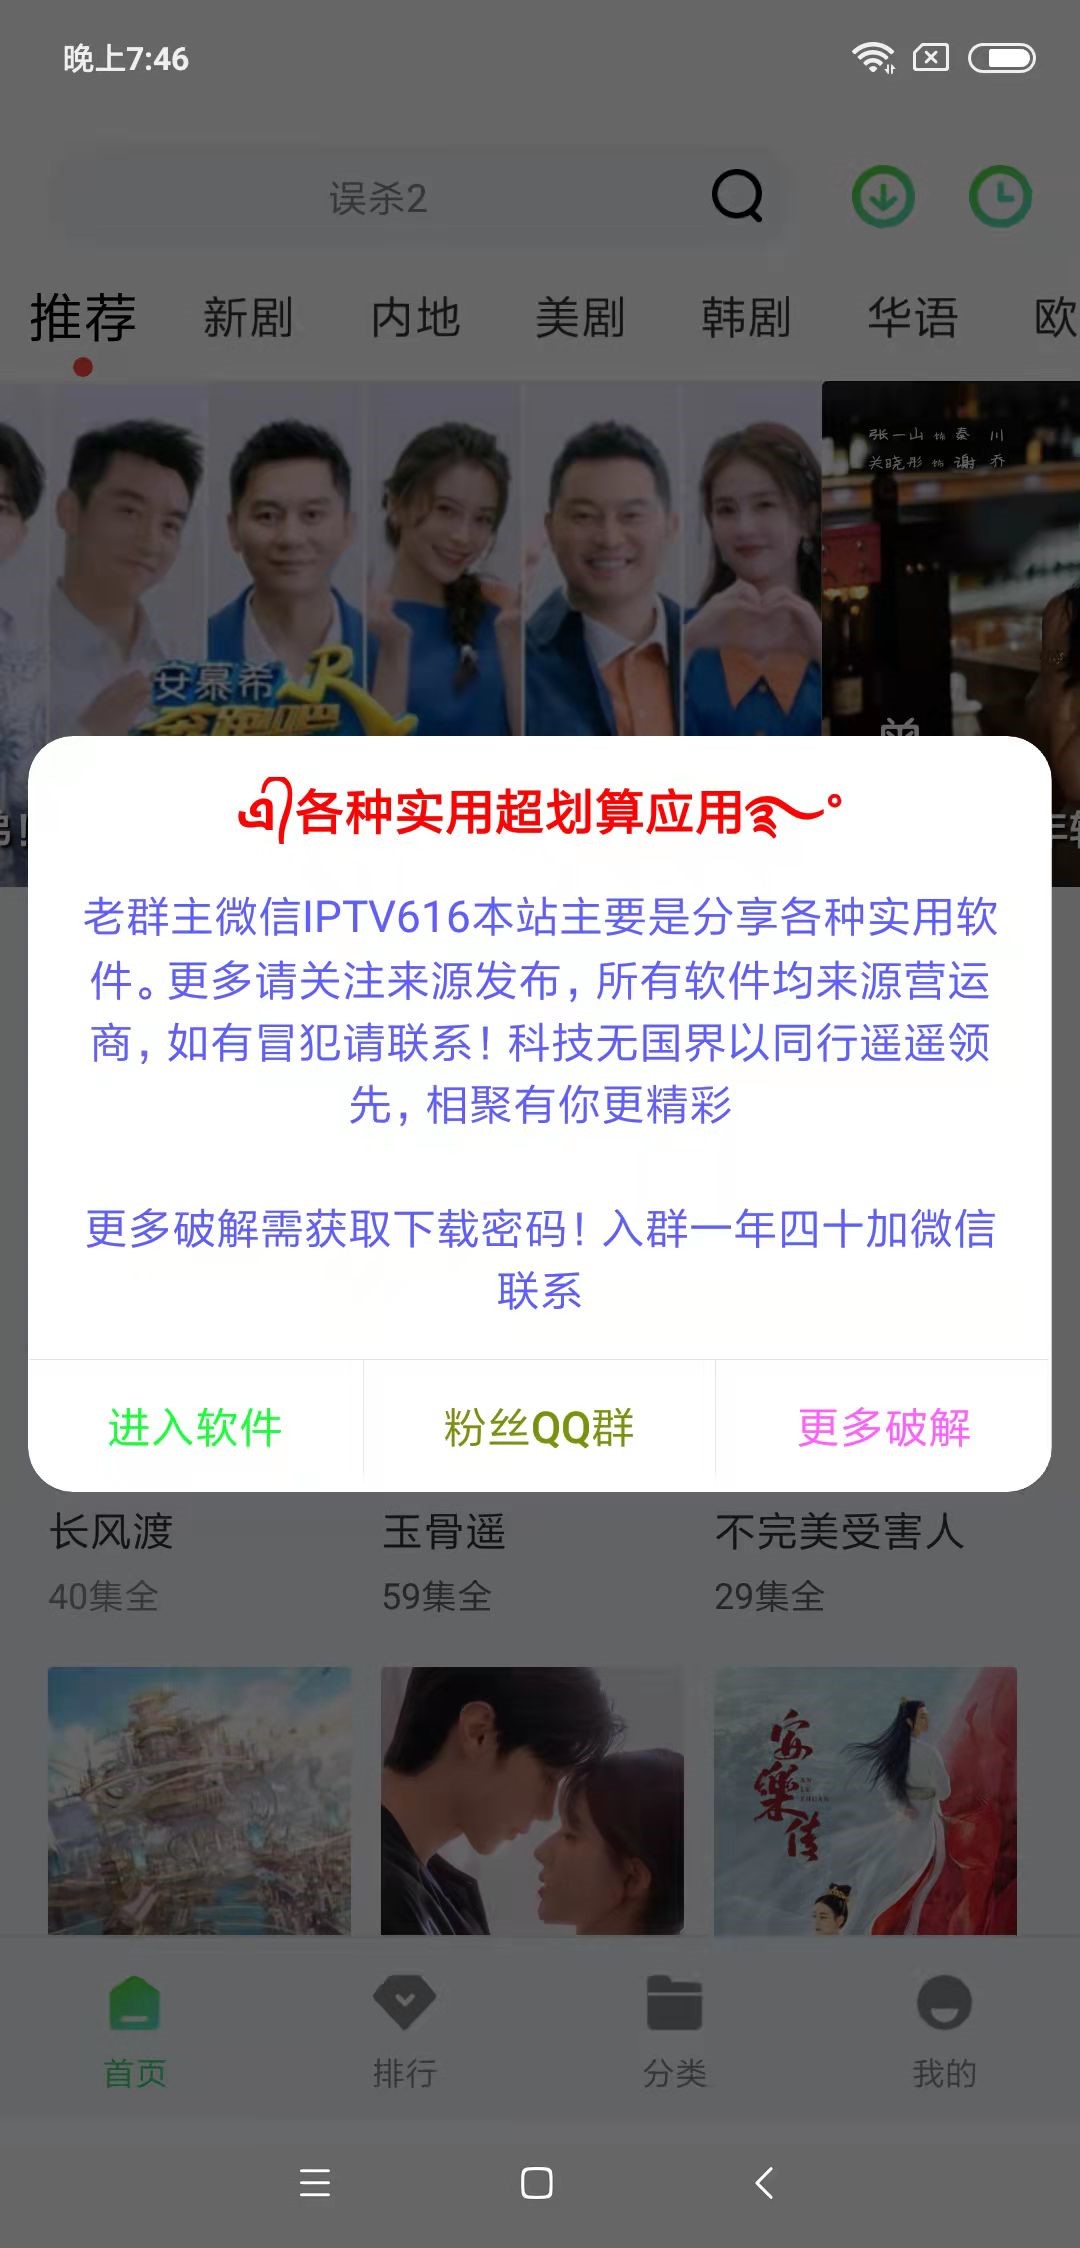 晚上7:46
误杀2
推荐 新剧 内地 美剧 韩剧 华语 欧
张一山 饰 秦 川
关晓彤 饰 谢 乔
安慕希
奔跑吧
各种实用超划算应用
老群主微信IPTV616本站主要是分享各种实用软
件。更多请关注来源发布，所有软件均来源营运
商，如有冒犯请联系！科技无国界以同行遥遥领
先，相聚有你更精彩
更多破解需获取下载密码！入群一年四十加微信
联系
进入软件 粉丝QQ群 更多破解
长风渡 玉骨遥 不完美受害人
40集全 59集全 29集全
安樂传
首页 排行 分类 我的